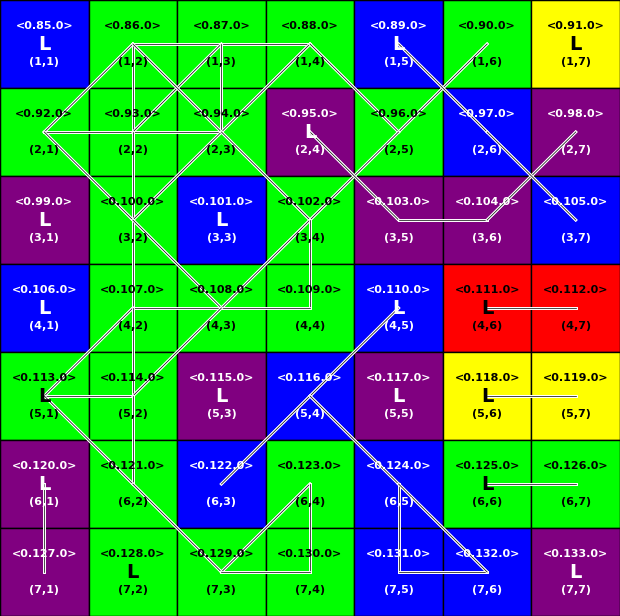 <0.85.0> <0.86.0> <0.87.0> <0.88.0> <0.89.0> <0.90.0> <0.91.0>
L L L
(1,1) (1,2) (1,3) (1,4) (1,5) (1,6) (1,7)
<0.92.0> <0.93.0> <0.94.0> <0.95.0> <0.96.0> <0.97.0> <0.98.0>
L
(2,1) (2,2) (2,3) (2,4) (2,5) (2,6) (2,7)
<0.99.0> <0.100.0> <0.101.0> <0.102.0> <0.103.0> <0.104.0> <0.105.0>
L L
(3,1) (3,2) (3,3) (3,4) (3,5) (3,6) (3,7)
<0.106.0> <0.107.0> <0.108.0> <0.109.0> <0.110.0> <0.111.0> <0.112.0>
L L L
(4,1) (4,2) (4,3) (4,4) (4,5) (4,6) (4,7)
<0.113.0> <0.114.0> <0.115.0> <0.116.0> <0.117.0> <0.118.0> <0.119.0>
L L L L
(5,1) (5,2) (5,3) (5,4) (5,5) (5,6) (5,7)
<0.120.0> <0.121.0> <0.122.0> <0.123.0> <0.124.0> <0.125.0> <0.126.0>
L L
(6,1) (6,2) (6,3) (6,4) (6,5) (6,6) (6,7)
<0.127.0> <0.128.0> <0.129.0> <0.130.0> <0.131.0> <0.132.0> <0.133.0>
L L
(7,1) (7,2) (7,3) (7,4) (7,5) (7,6) (7,7)